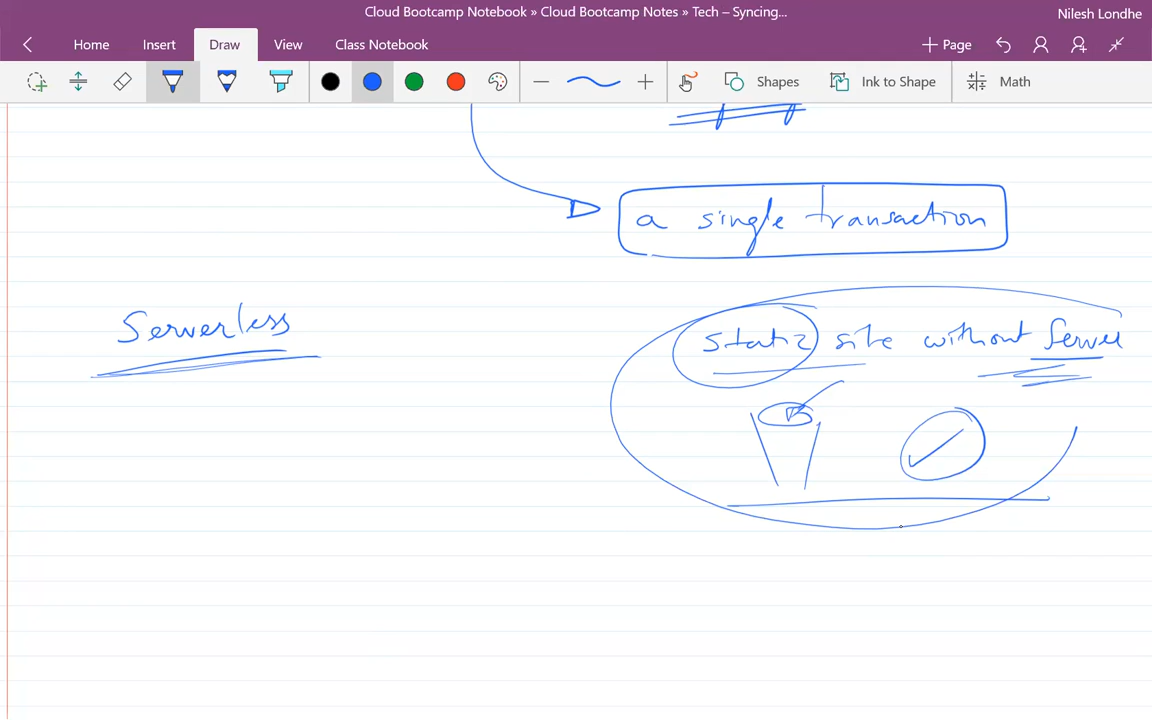 Cloud Bootcamp Notebook » Cloud Bootcamp Notes » Tech – Syncing...
Nilesh Londhe
Home Insert Draw View Class Notebook
Page
Shapes Ink to Shape Math
a single transaction
Serverless
static site without Server